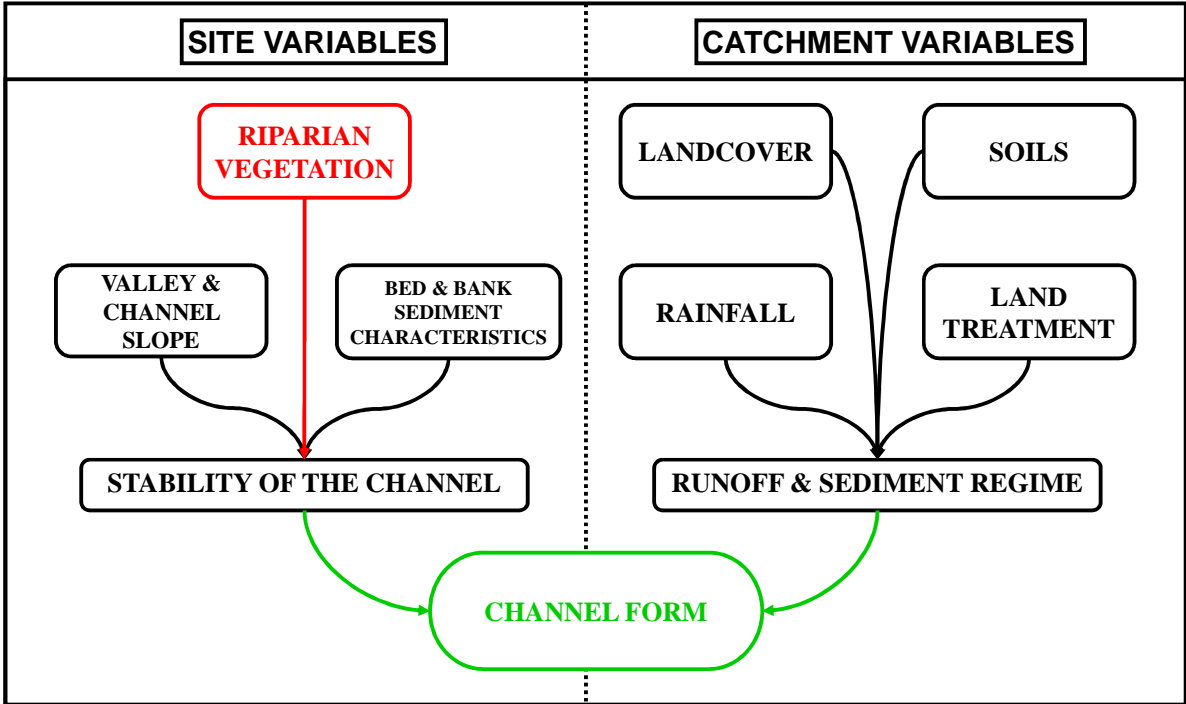 SITE VARIABLES
CATCHMENT VARIABLES
RIPARIAN
VEGETATION
VALLEY &
CHANNEL
SLOPE
BED & BANK
SEDIMENT
CHARACTERISTICS
STABILITY OF THE CHANNEL
LANDCOVER
SOILS
RAINFALL
LAND
TREATMENT
RUNOFF & SEDIMENT REGIME
CHANNEL FORM